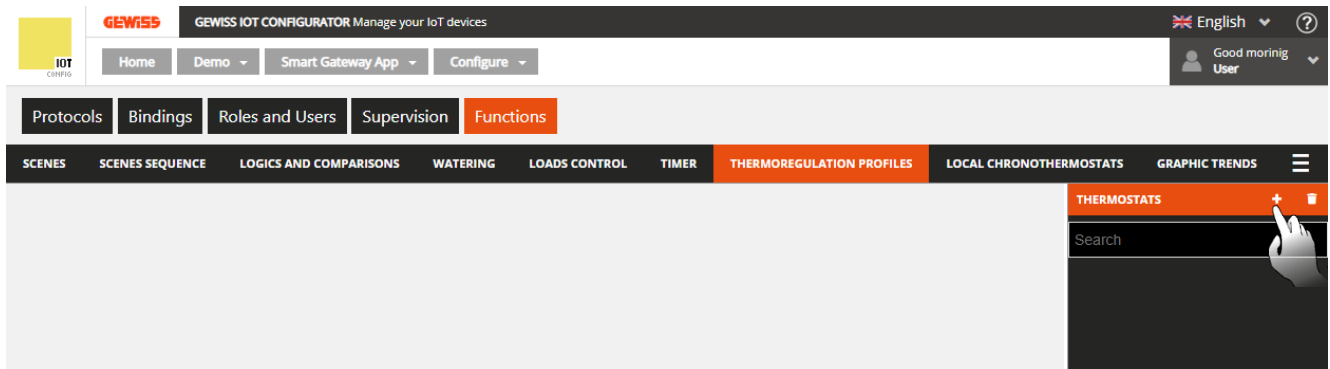 GEWISS GEWISS IOT CONFIGURATOR Manage your IoT devices English ?
IOT
CONFIG
Home Demo Smart Gateway App Configure
Good morinig
User
Protocols Bindings Roles and Users Supervision Functions
SCENES SCENES SEQUENCE LOGICS AND COMPARISONS WATERING LOADS CONTROL TIMER THERMOREGULATION PROFILES LOCAL CHRONOTHERMOSTATS GRAPHIC TRENDS
THERMOSTATS +
Search